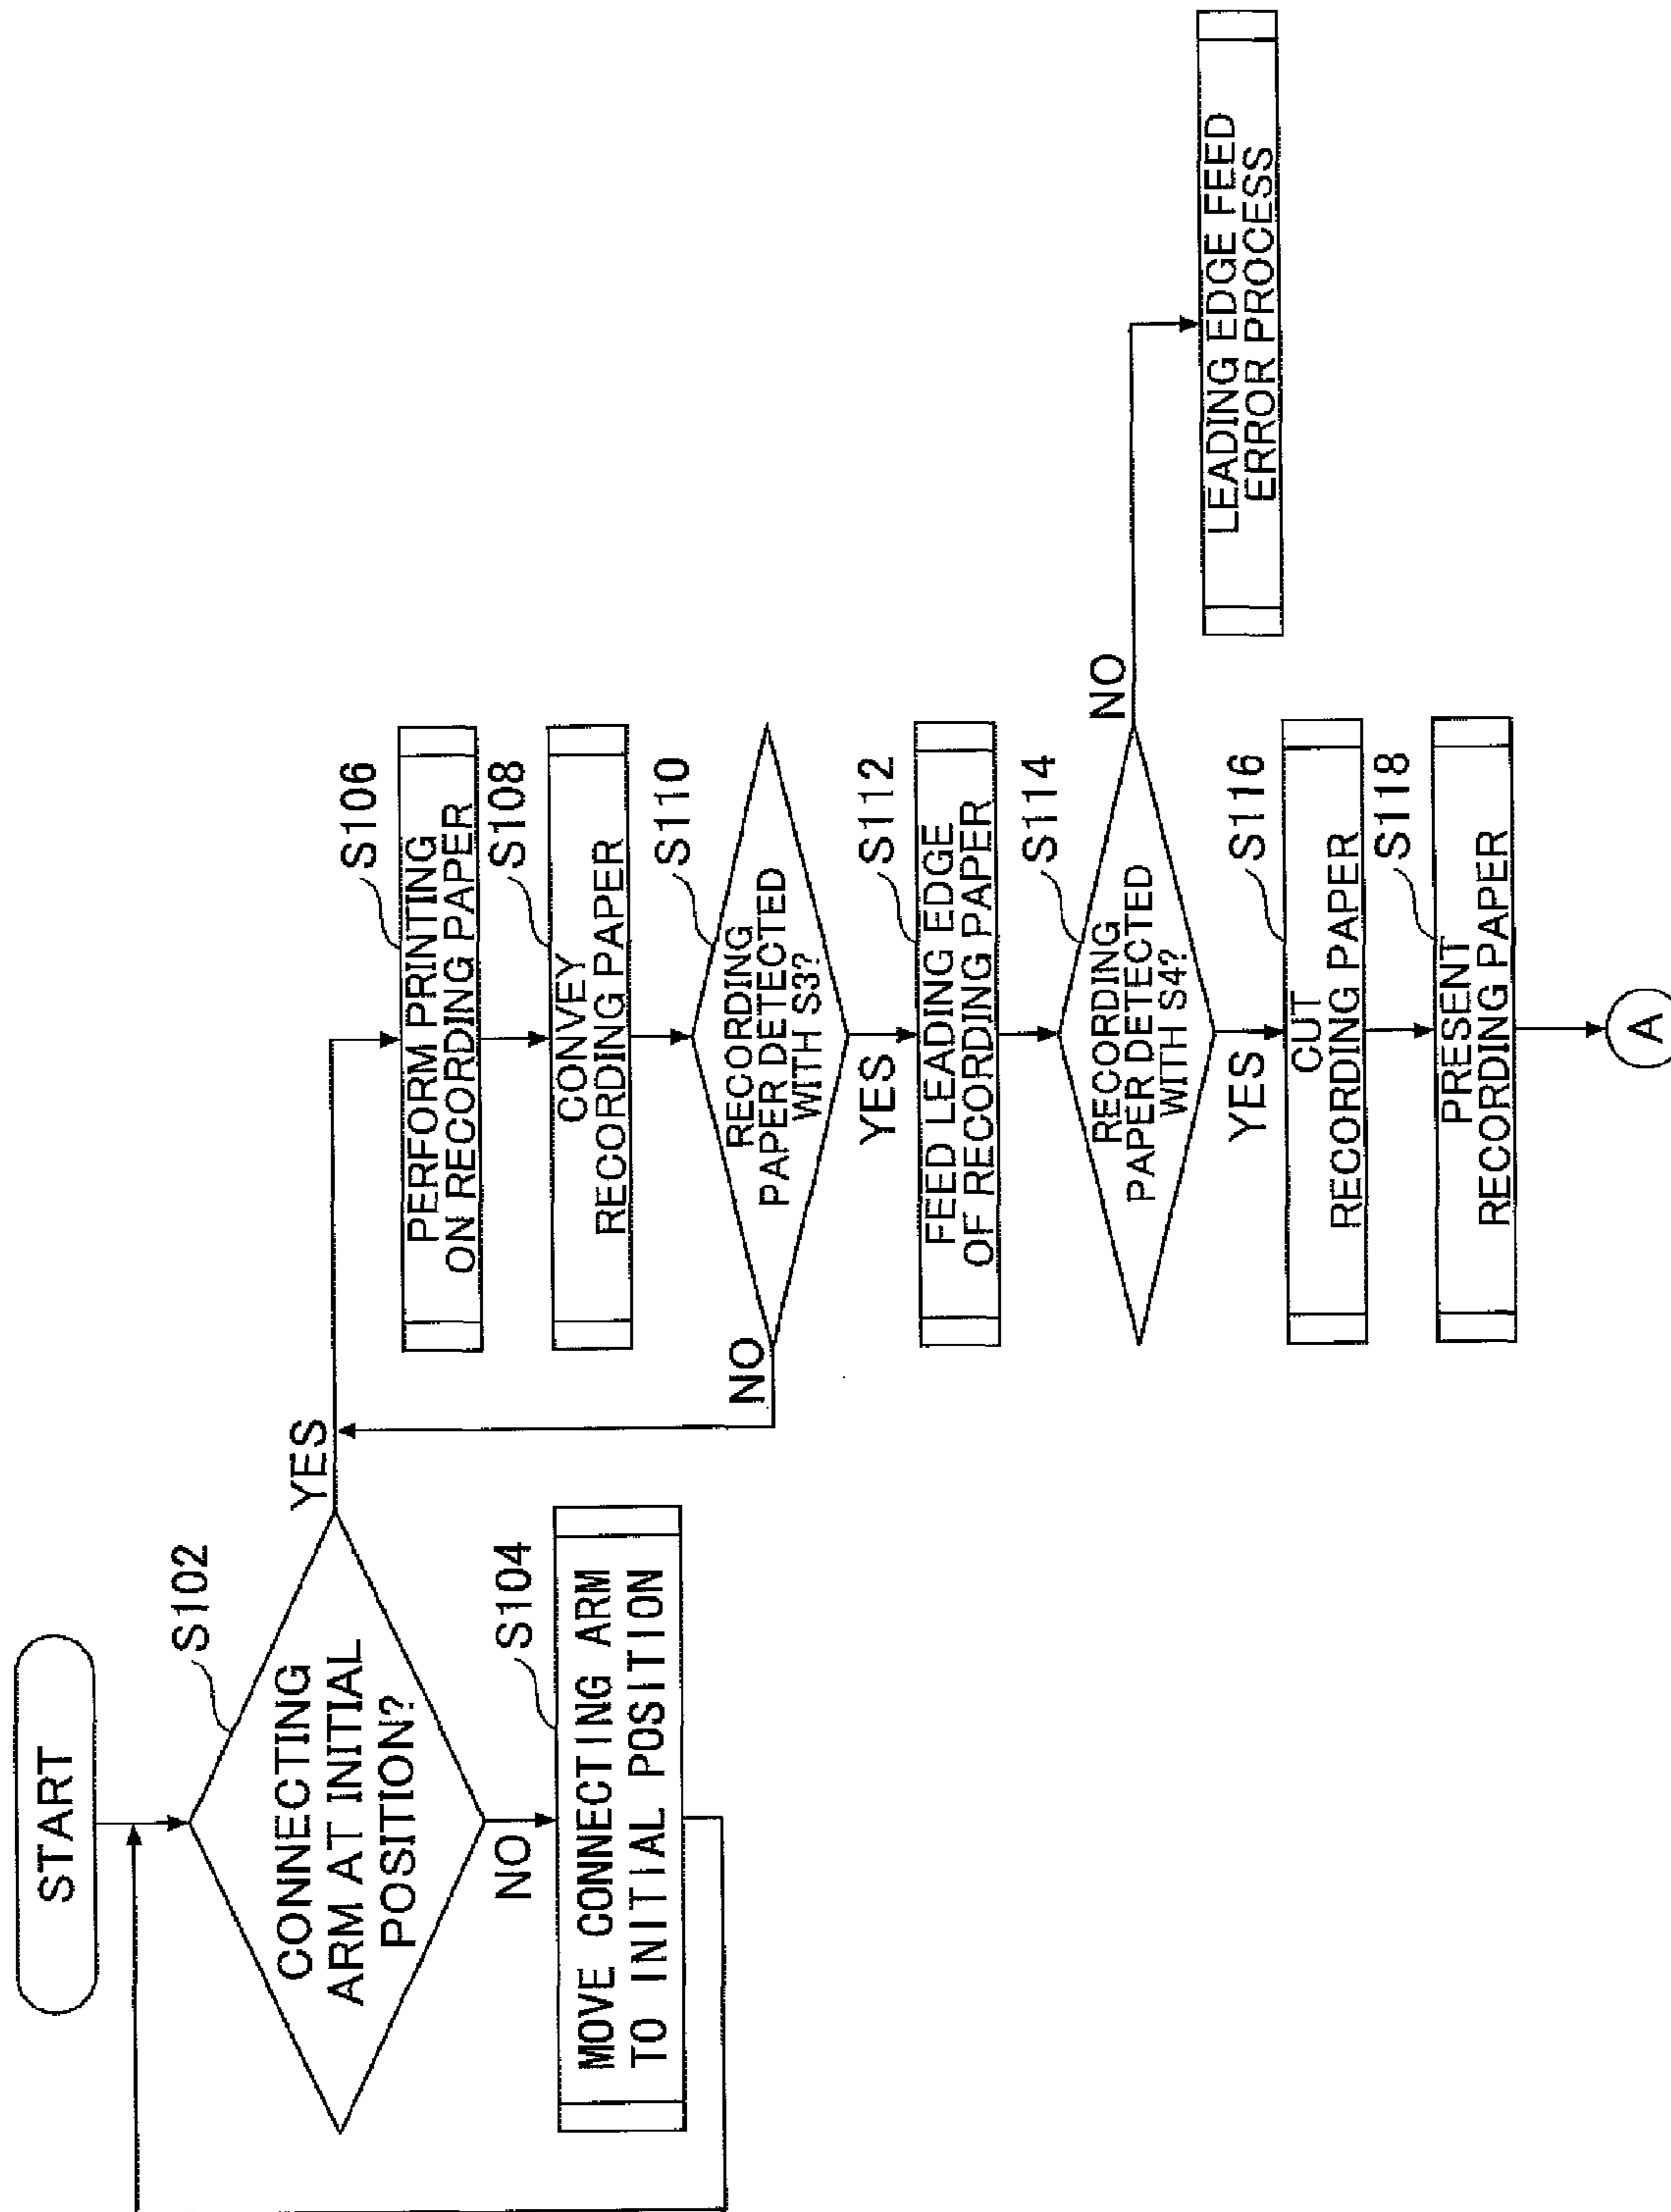 START
CONNECTING
ARM AT INITIAL
POSITION?
S102
YES
NO
MOVE CONNECTING ARM
TO INITIAL POSITION
S104
PERFORM PRINTING
ON RECORDING PAPER
S106
CONVEY
RECORDING PAPER
S108
RECORDING
PAPER DETECTED
WITH S3?
S110
NO
YES
FEED LEADING EDGE
OF RECORDING PAPER
S112
RECORDING
PAPER DETECTED
WITH S4?
S114
NO
YES
LEADING EDGE FEED
ERROR PROCESS
CUT
RECORDING PAPER
S116
PRESENT
RECORDING PAPER
S118
A